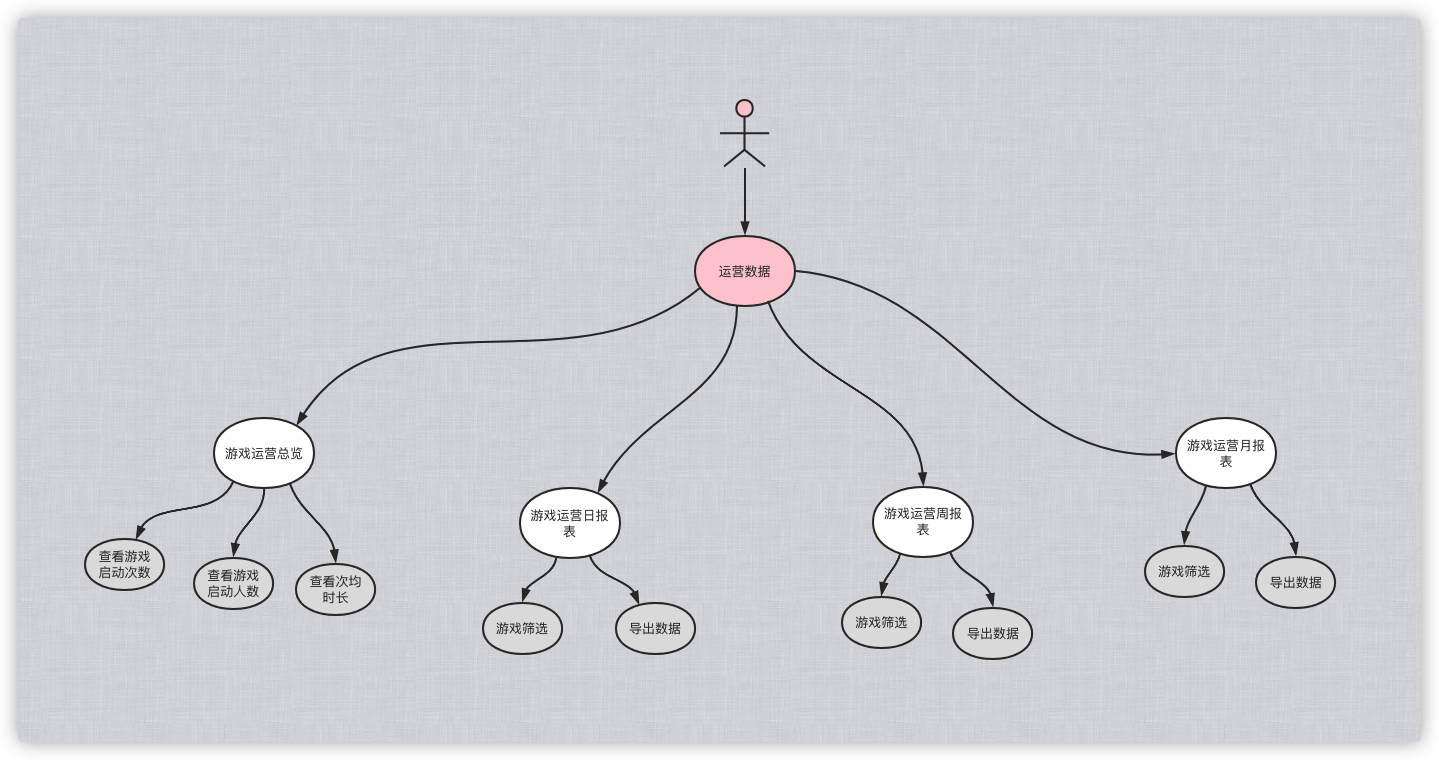 运营数据
游戏运营总览
查看游戏
启动次数
查看游戏
启动人数
查看次均
时长
游戏运营日报
表
游戏筛选
导出数据
游戏运营周报
表
游戏筛选
导出数据
游戏运营月报
表
游戏筛选
导出数据